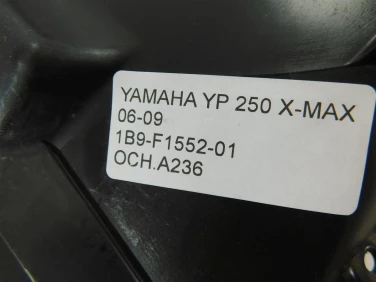 YAMAHA YP 250 X-MAX
06-09
1B9-F1552-01
OCH.A236